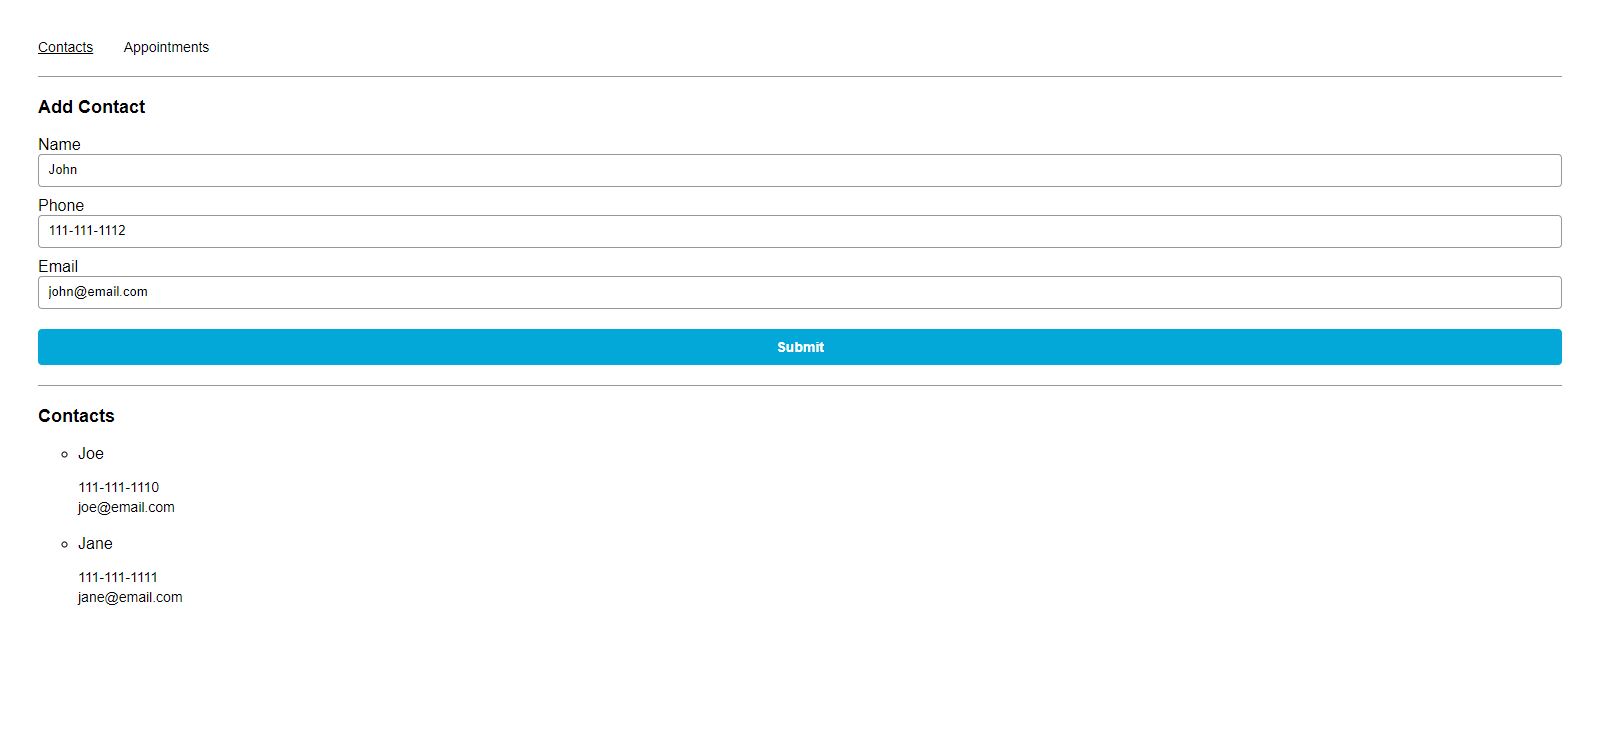 Contacts Appointments
Add Contact
Name
John
Phone
111-111-1112
Email
john@email.com
Submit
Contacts
Joe
111-111-1110
joe@email.com
Jane
111-111-1111
jane@email.com